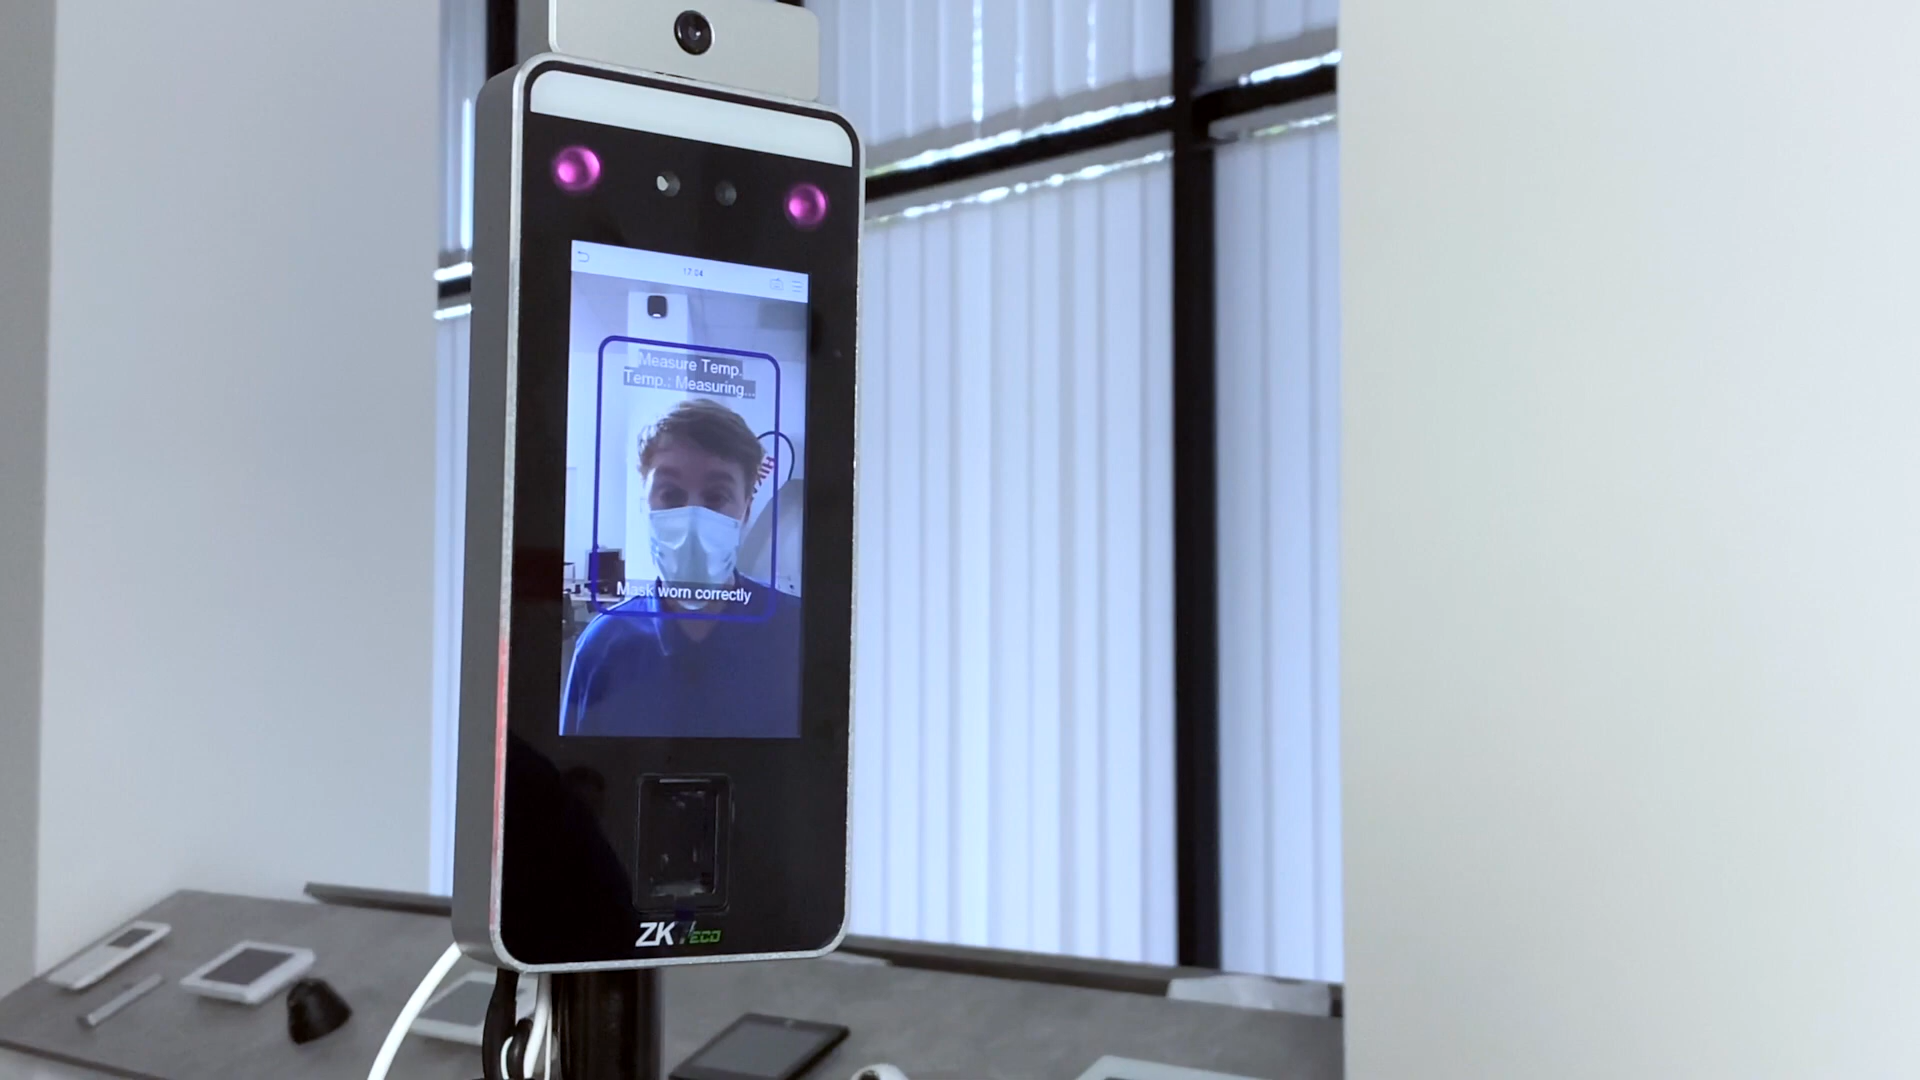 17:04
Measure Temp.
Temp.: Measuring...
Mask worn correctly
ZKTECO